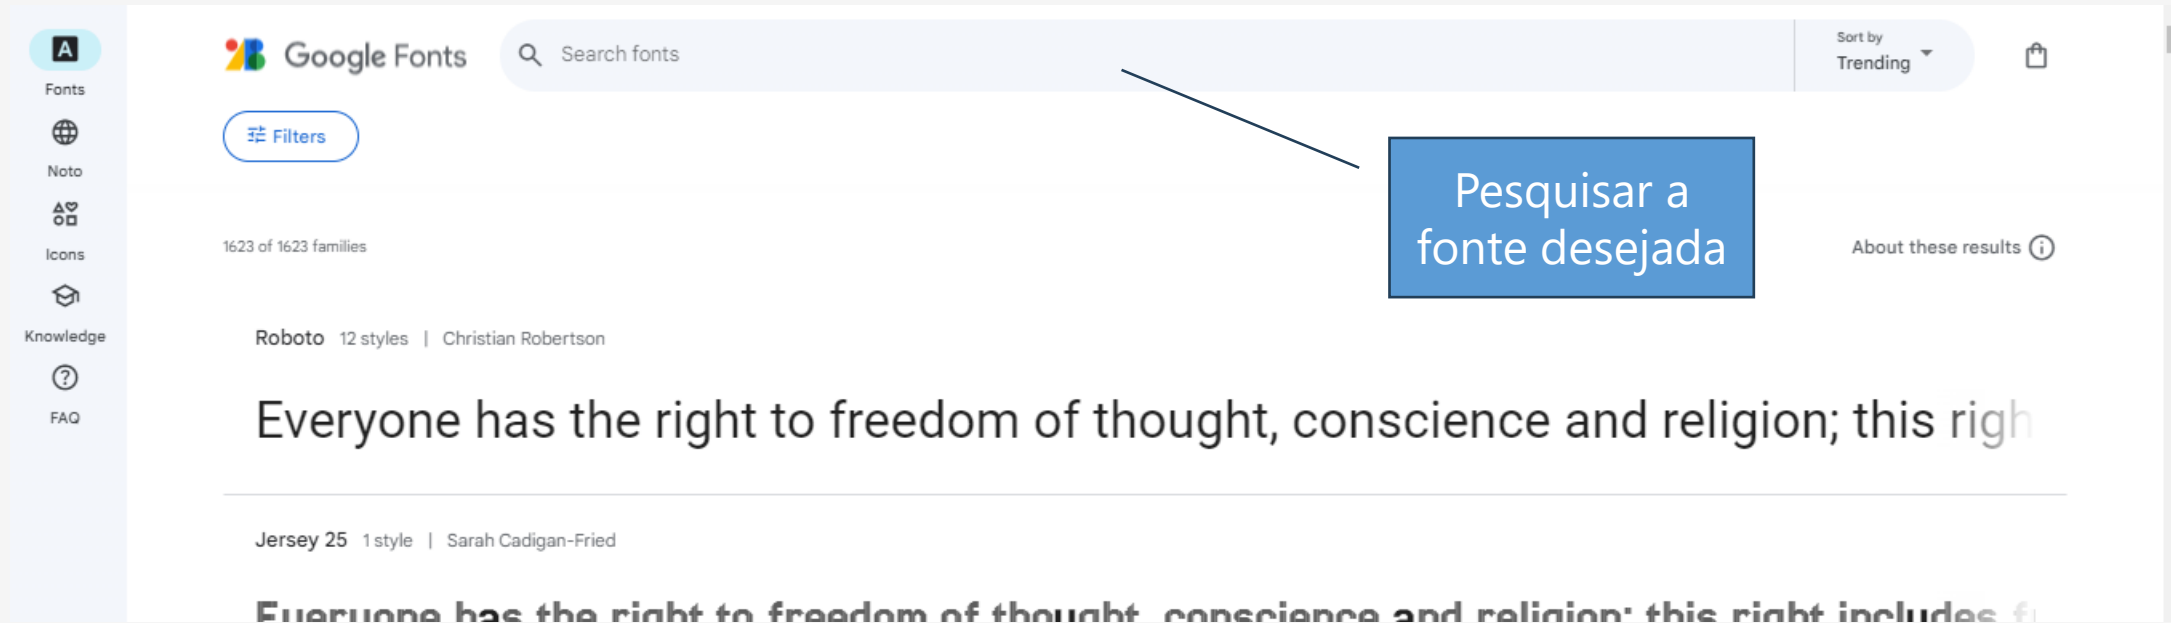 A
Fonts
Noto
Icons
Knowledge
FAQ
Google Fonts
Search fonts
Sort by
Trending
Filters
Pesquisar a
fonte desejada
1623 of 1623 families
About these results
Roboto 12 styles | Christian Robertson
Everyone has the right to freedom of thought, conscience and religion; this righ
Jersey 25 1 style | Sarah Cadigan-Fried
Everyone has the right to freedom of thought, conscience and religion; this right includes f